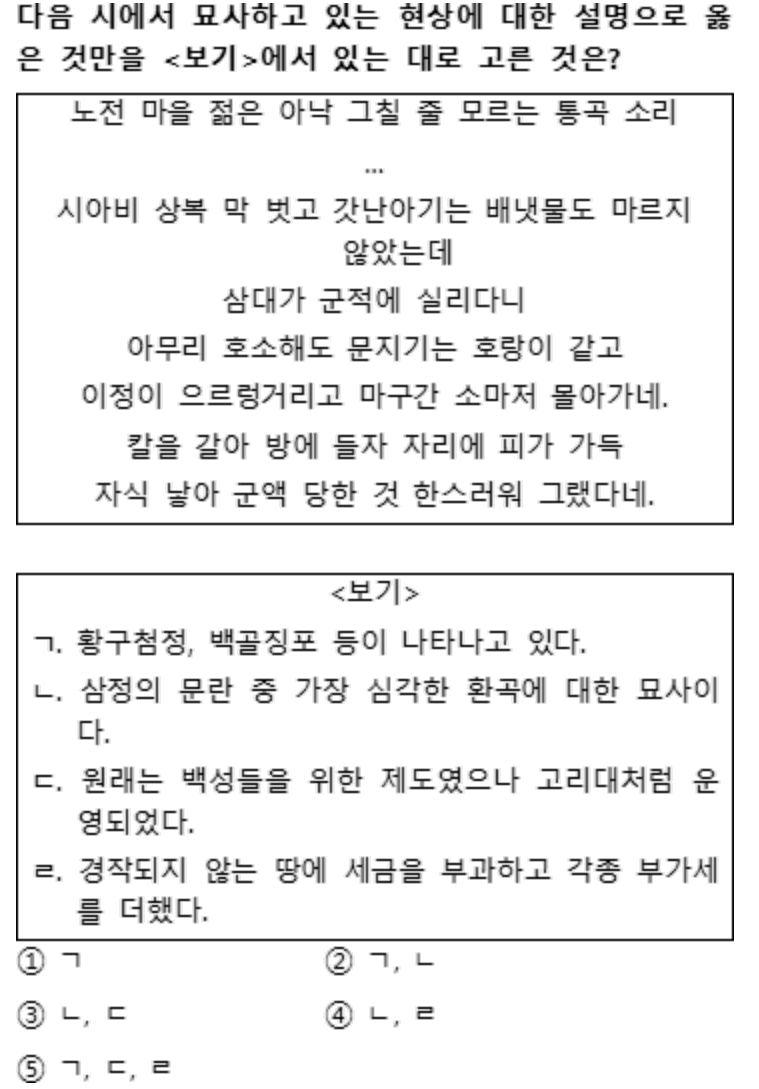 다음 시에서 묘사하고 있는 현상에 대한 설명으로 옳
은 것만을 <보기>에서 있는 대로 고른 것은?
노전 마을 젊은 아낙 그칠 줄 모르는 통곡 소리
...
시아비 상복 막 벗고 갓난아기는 배냇물도 마르지
않았는데
삼대가 군적에 실리다니
아무리 호소해도 문지기는 호랑이 같고
이정이 으르렁거리고 마구간 소마저 몰아가네.
칼을 갈아 방에 들자 자리에 피가 가득
자식 낳아 군액 당한 것 한스러워 그랬다네.
<보기>
ㄱ. 황구첨정, 백골징포 등이 나타나고 있다.
ㄴ. 삼정의 문란 중 가장 심각한 환곡에 대한 묘사이
다.
ㄷ. 원래는 백성들을 위한 제도였으나 고리대처럼 운
영되었다.
ㄹ. 경작되지 않는 땅에 세금을 부과하고 각종 부가세
를 더했다.
① ㄱ ② ㄱ, ㄴ
③ ㄴ, ㄷ ④ ㄴ, ㄹ
⑤ ㄱ, ㄷ, ㄹ